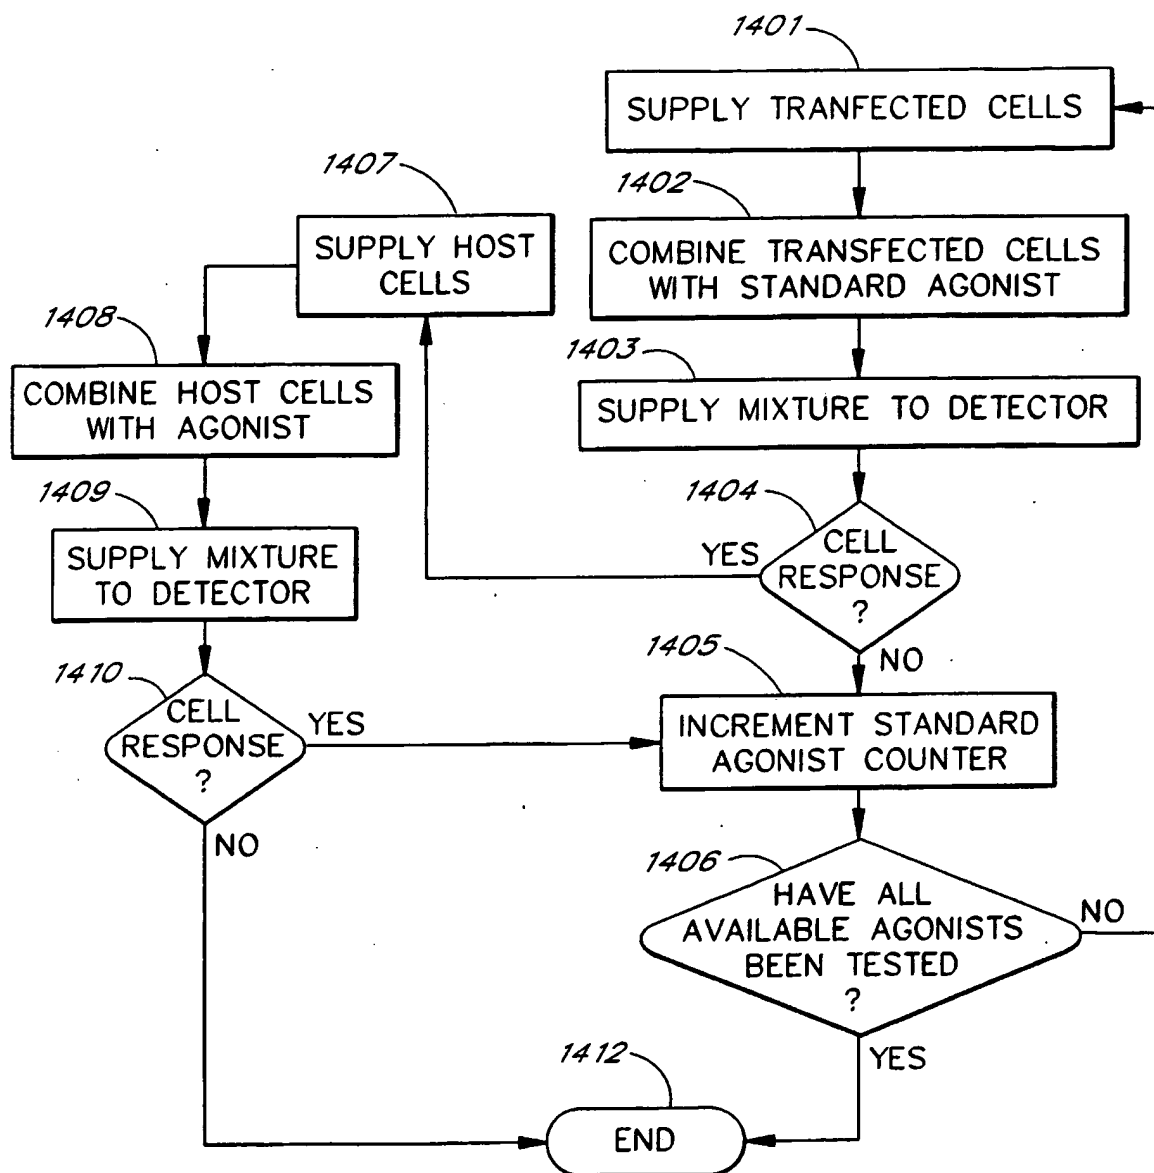 1401
SUPPLY TRANFECTED CELLS
1402
COMBINE TRANSFECTED CELLS
WITH STANDARD AGONIST
1403
SUPPLY MIXTURE TO DETECTOR
1404
CELL
RESPONSE
?
YES
NO
1405
INCREMENT STANDARD
AGONIST COUNTER
1406
HAVE ALL
AVAILABLE AGONISTS
BEEN TESTED
?
NO
YES
1407
SUPPLY HOST
CELLS
1408
COMBINE HOST CELLS
WITH AGONIST
1409
SUPPLY MIXTURE
TO DETECTOR
1410
CELL
RESPONSE
?
YES
NO
1412
END